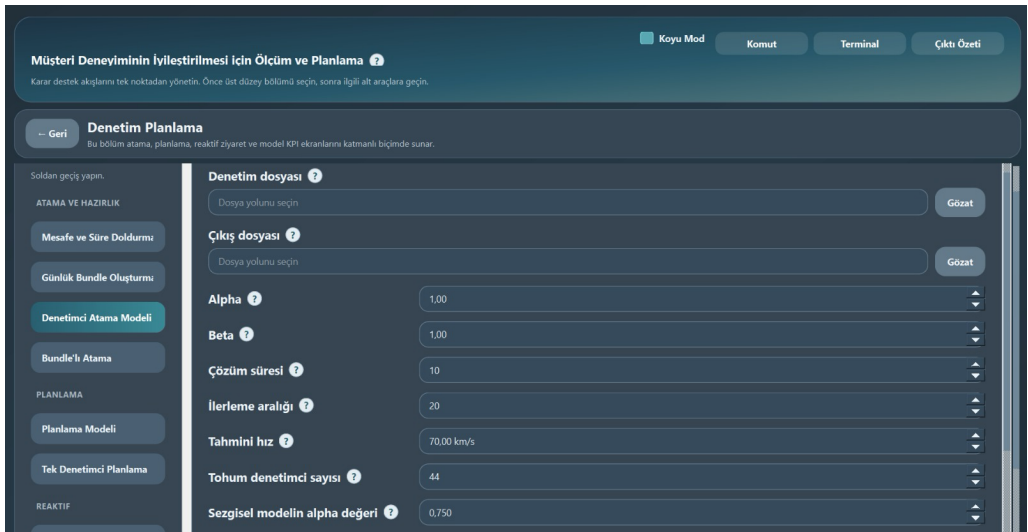 Koyu Mod
Komut
Terminal
Çıktı Özeti
Müşteri Deneyiminin İyileştirilmesi için Ölçüm ve Planlama ?
Karar destek akışlarını tek noktadan yönetin. Önce üst düzey bölümü seçin, sonra ilgili alt araçlara geçin.
← Geri
Denetim Planlama
Bu bölüm atama, planlama, reaktif ziyaret ve model KPI ekranlarını katmanlı biçimde sunar.
Soldan geçiş yapın.
ATAMA VE HAZIRLIK
Mesafe ve Süre Doldurma
Günlük Bundle Oluşturma
Denetimci Atama Modeli
Bundle'lı Atama
PLANLAMA
Planlama Modeli
Tek Denetimci Planlama
REAKTIF
Denetim dosyası ?
Dosya yolunu seçin
Gözat
Çıkış dosyası ?
Dosya yolunu seçin
Gözat
Alpha ?
1,00
Beta ?
1,00
Çözüm süresi ?
10
İlerleme aralığı ?
20
Tahmini hız ?
70,00 km/s
Tohum denetimci sayısı ?
44
Sezgisel modelin alpha değeri ?
0,750